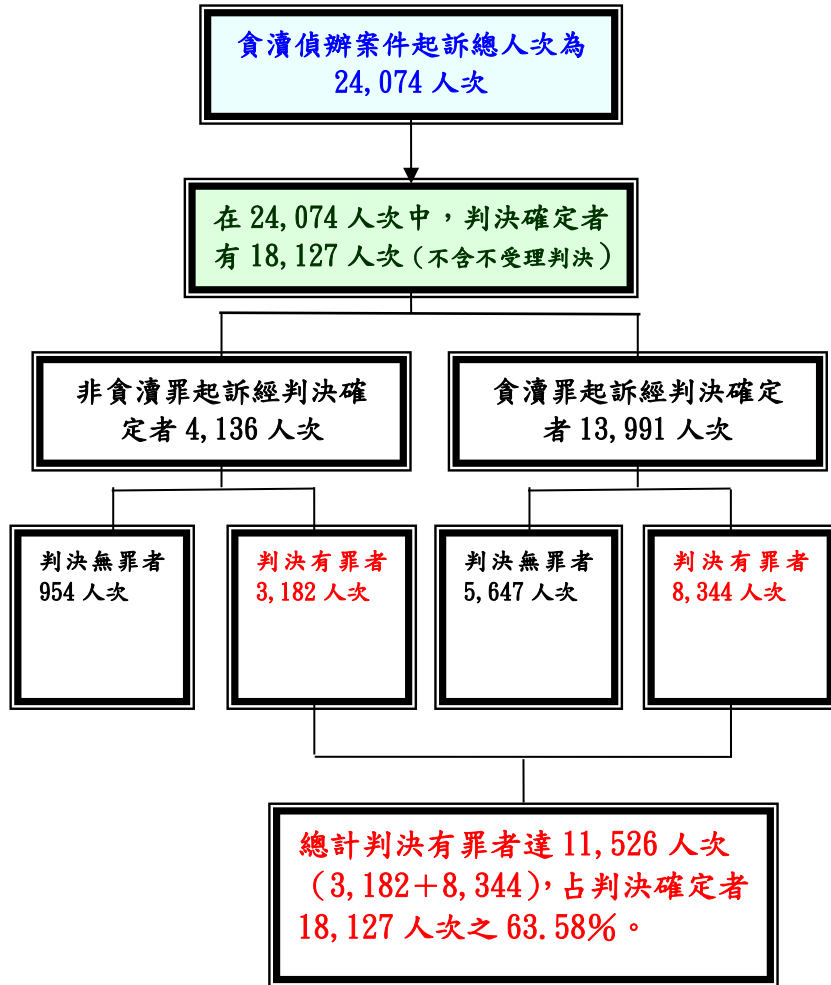 貪瀆偵辦案件起訴總人次為
24,074 人次
在 24,074 人次中，判決確定者
有 18,127 人次（不含不受理判決）
非貪瀆罪起訴經判決確
定者 4,136 人次
貪瀆罪起訴經判決確定
者 13,991 人次
判決無罪者
954 人次
判決有罪者
3,182 人次
判決無罪者
5,647 人次
判決有罪者
8,344 人次
總計判決有罪者達 11,526 人次
（3,182＋8,344），占判決確定者
18,127 人次之 63.58%。